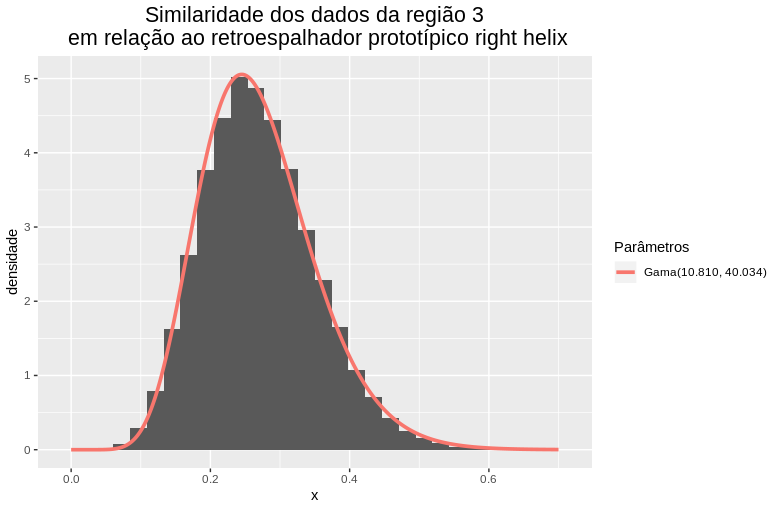 Similaridade dos dados da região 3
em relação ao retroespalhador prototípico right helix
densidade
5
4
3
2
1
0
0.0
0.2
0.4
0.6
x
Parâmetros
Gama(10.810, 40.034)